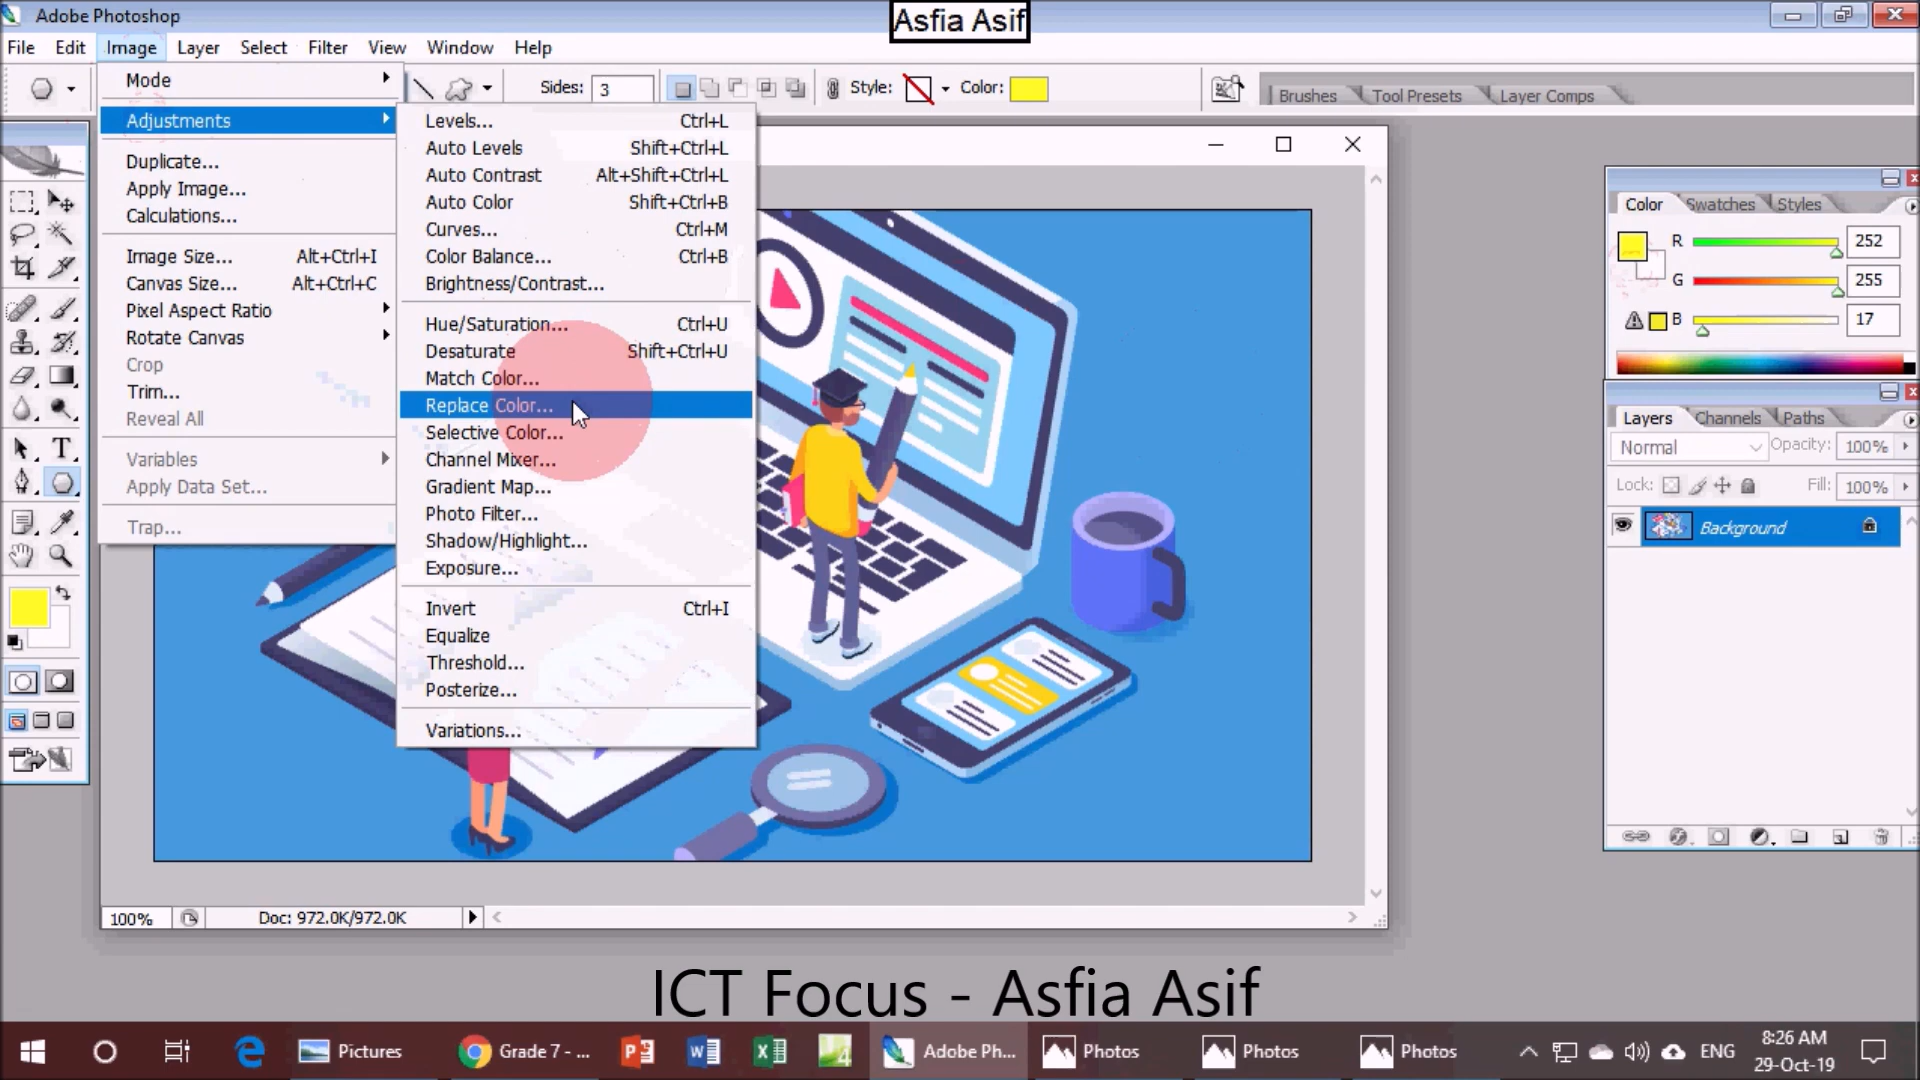 Adobe Photoshop
Asfia Asif
File Edit Image Layer Select Filter View Window Help
Sides: 3 Style: Color:
Brushes Tool Presets Layer Comps
Mode
Adjustments
Duplicate...
Apply Image...
Calculations...
Image Size... Alt+Ctrl+I
Canvas Size... Alt+Ctrl+C
Pixel Aspect Ratio
Rotate Canvas
Crop
Trim...
Reveal All
Variables
Apply Data Set...
Trap...
Levels... Ctrl+L
Auto Levels Shift+Ctrl+L
Auto Contrast Alt+Shift+Ctrl+L
Auto Color Shift+Ctrl+B
Curves... Ctrl+M
Color Balance... Ctrl+B
Brightness/Contrast...
Hue/Saturation... Ctrl+U
Desaturate Shift+Ctrl+U
Match Color...
Replace Color...
Selective Color...
Channel Mixer...
Gradient Map...
Photo Filter...
Shadow/Highlight...
Exposure...
Invert Ctrl+I
Equalize
Threshold...
Posterize...
Variations...
Color Swatches Styles
R 252
G 255
B 17
Layers Channels Paths
Normal Opacity: 100%
Lock: Fill: 100%
Background
T
100% Doc: 972.0K/972.0K
ICT Focus - Asfia Asif
Pictures Grade 7 - ... Adobe Ph... Photos Photos Photos ENG 8:26 AM
29-Oct-19